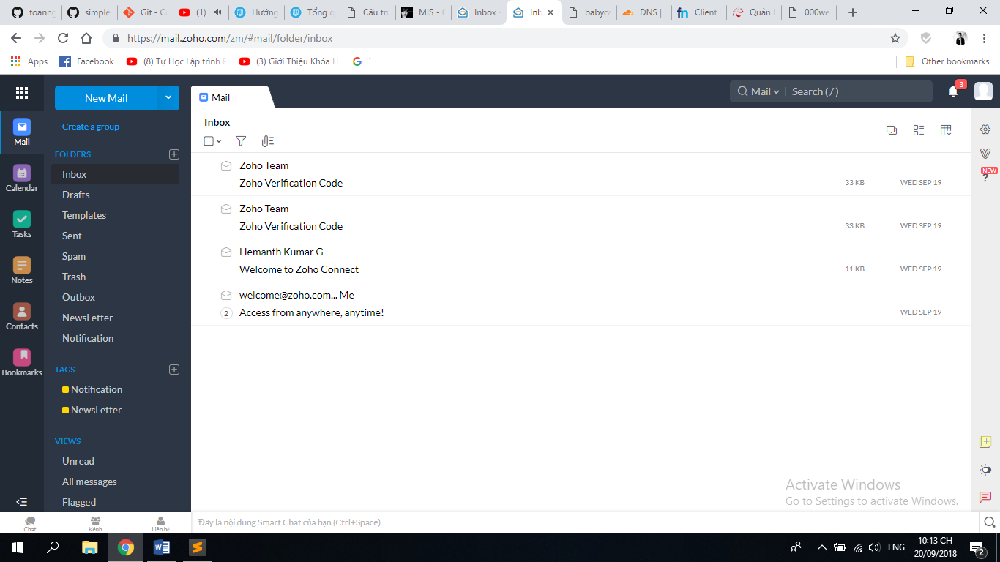 toanng
simple
Git - C
(1)
Hướng
Tổng q
Cấu trú
MIS - 
Inbox
Inb
babyca
DNS |
Client
Quản l
000we
https://mail.zoho.com/zm/#mail/folder/inbox
Apps
Facebook
(8) Tự Học Lập trình P
(3) Giới Thiệu Khóa H
Other bookmarks
New Mail
Mail
Mail
Search ( / )
3
Create a group
Inbox
Mail
FOLDERS
Inbox
Drafts
Templates
Sent
Spam
Trash
Outbox
NewsLetter
Notification
Calendar
Tasks
Notes
Contacts
Bookmarks
TAGS
Notification
NewsLetter
VIEWS
Unread
All messages
Flagged
Zoho Team
Zoho Verification Code 33 KB WED SEP 19
Zoho Team
Zoho Verification Code 33 KB WED SEP 19
Hemanth Kumar G
Welcome to Zoho Connect 11 KB WED SEP 19
welcome@zoho.com... Me
2 Access from anywhere, anytime! WED SEP 19
NEW
?
Activate Windows
Go to Settings to activate Windows.
Chat
Kênh
Liên hệ
Đây là nội dung Smart Chat của bạn (Ctrl+Space)
ENG
10:13 CH
20/09/2018
2